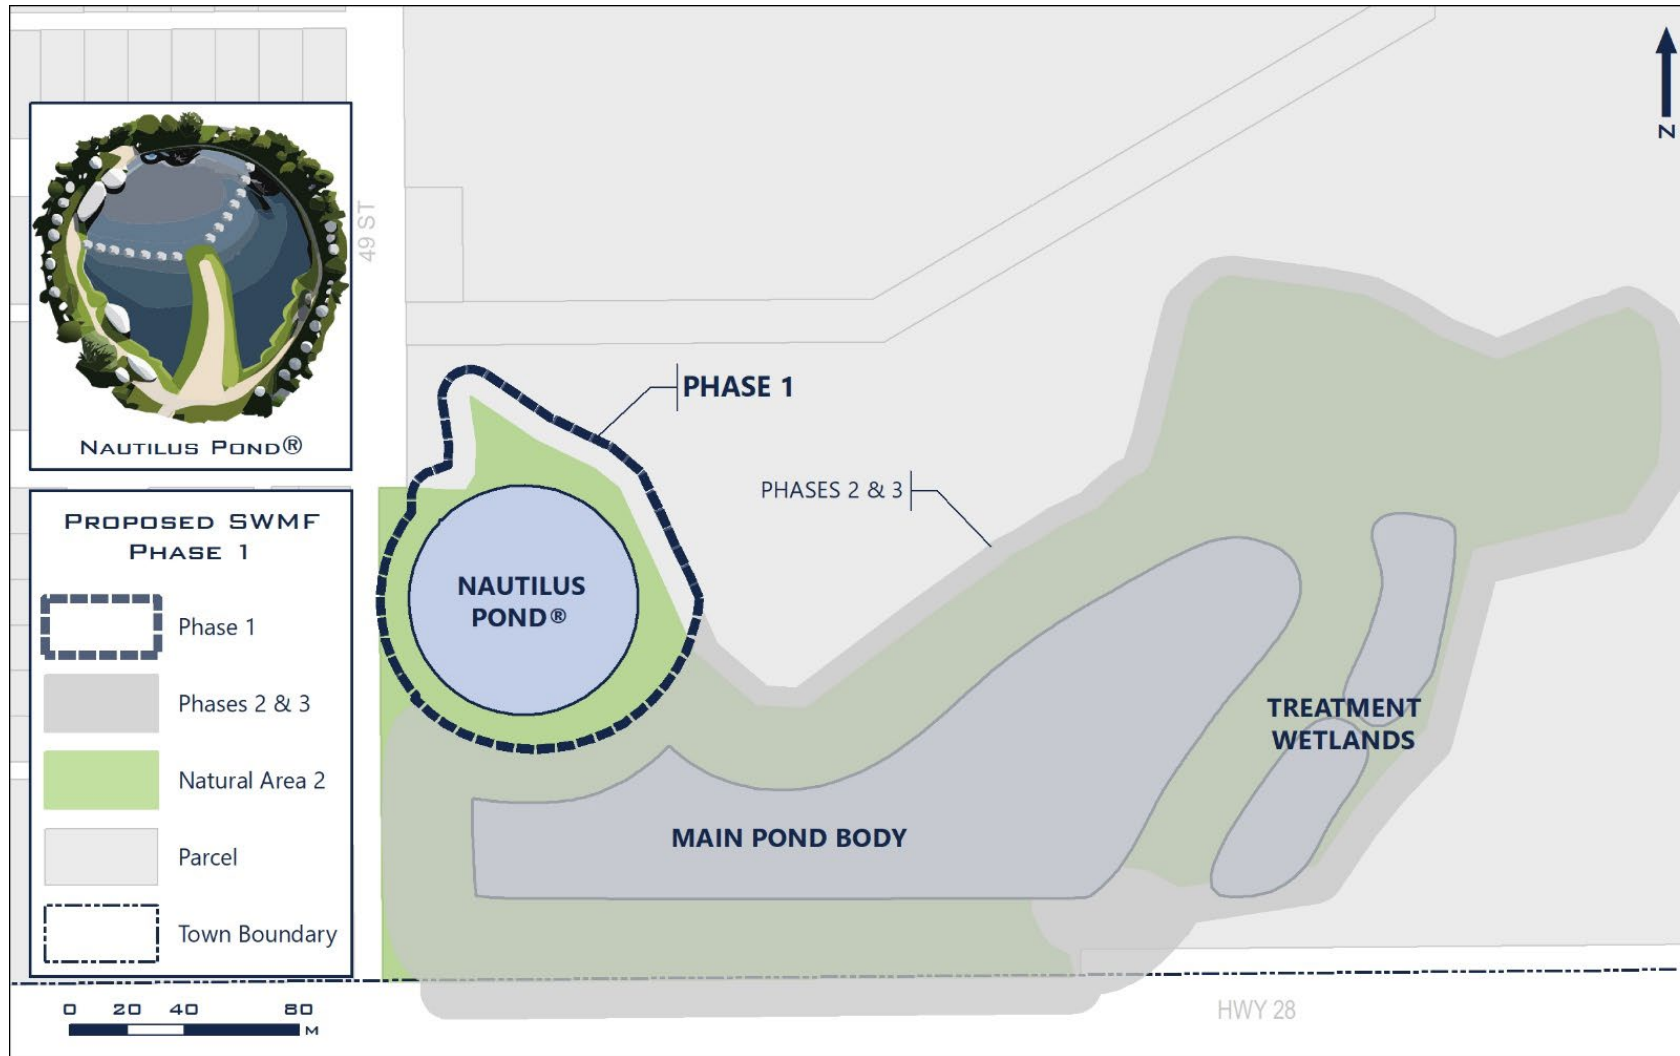 N
49 ST
NAUTILUS POND®
PHASE 1
PHASES 2 & 3
PROPOSED SWMF
PHASE 1
Phase 1
Phases 2 & 3
Natural Area 2
Parcel
Town Boundary
NAUTILUS
POND®
TREATMENT
WETLANDS
MAIN POND BODY
0 20 40 80
M
HWY 28